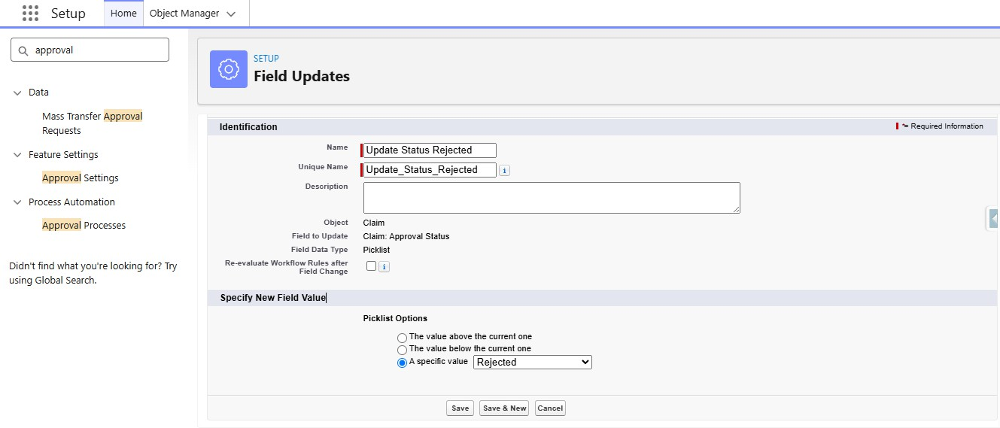 Setup
Home
Object Manager
approval
Data
Mass Transfer Approval
Requests
Feature Settings
Approval Settings
Process Automation
Approval Processes
Didn't find what you're looking for? Try
using Global Search.
SETUP
Field Updates
Identification
= Required Information
Name
Update Status Rejected
Unique Name
Update_Status_Rejected
i
Description
Object
Claim
Field to Update
Claim: Approval Status
Field Data Type
Picklist
Re-evaluate Workflow Rules after
Field Change
i
Specify New Field Value
Picklist Options
The value above the current one
The value below the current one
A specific value
Rejected
Save
Save & New
Cancel